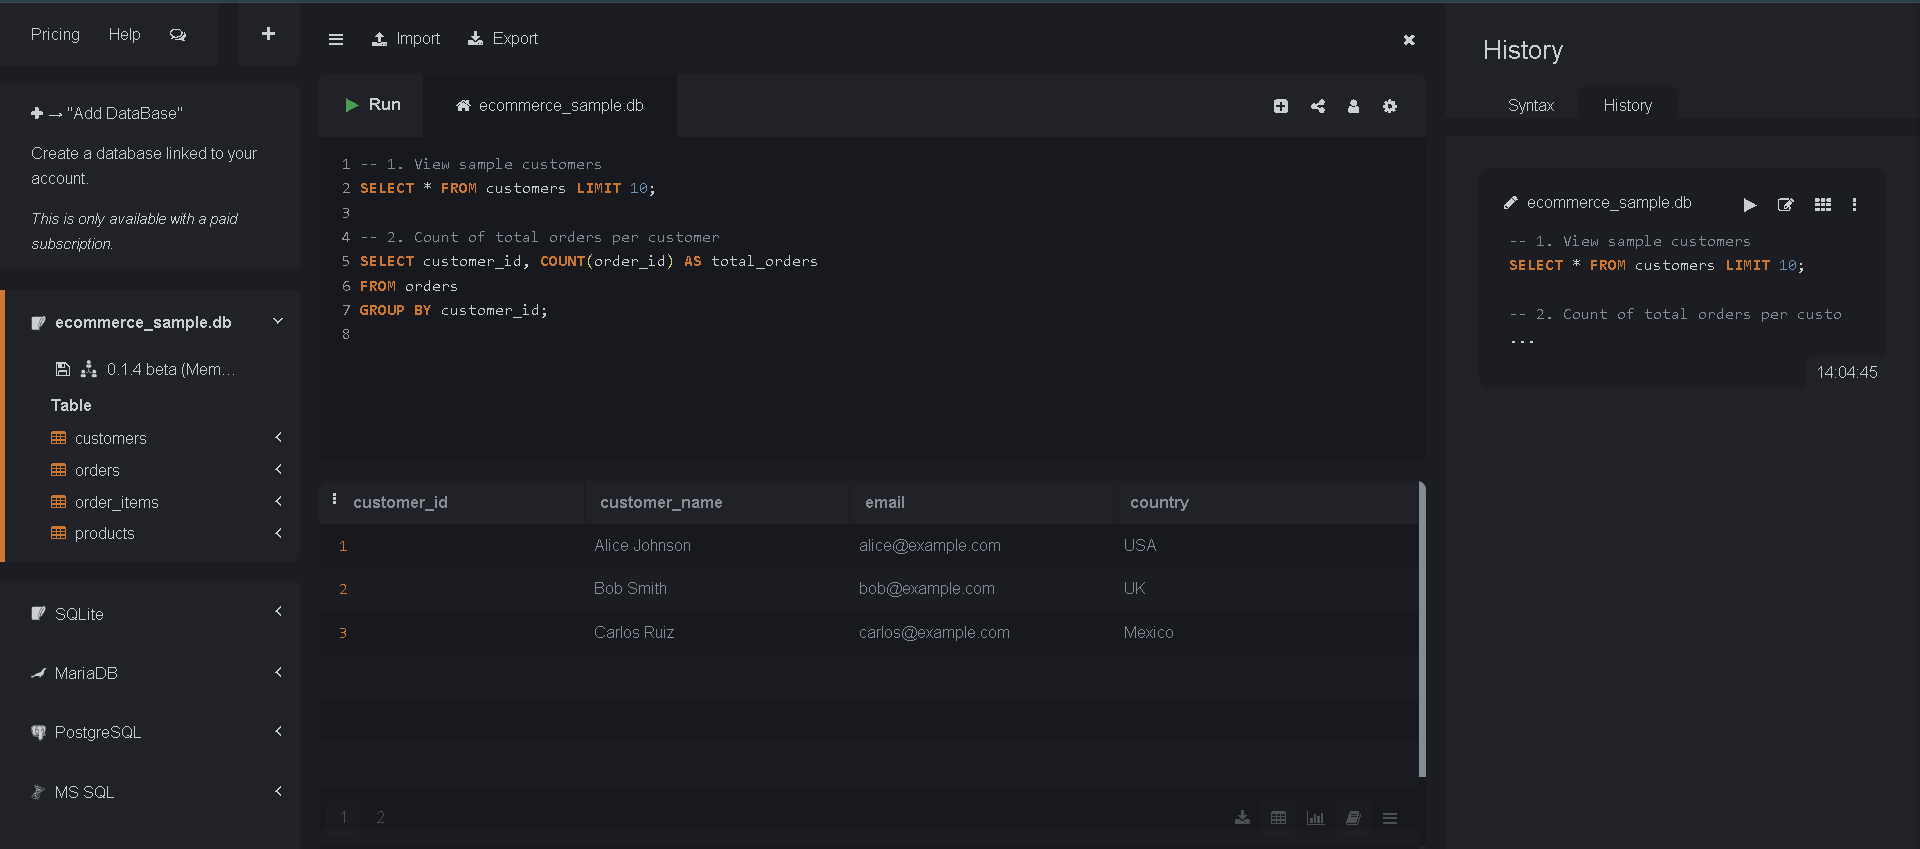 Pricing Help
"Add DataBase"
Create a database linked to your
account.
This is only available with a paid
subscription.
ecommerce_sample.db
0.1.4 beta (Mem...
Table
customers
orders
order_items
products
SQLite
MariaDB
PostgreSQL
MS SQL
Import Export
Run ecommerce_sample.db
1 -- 1. View sample customers
2 SELECT * FROM customers LIMIT 10;
3
4 -- 2. Count of total orders per customer
5 SELECT customer_id, COUNT(order_id) AS total_orders
6 FROM orders
7 GROUP BY customer_id;
8
customer_id customer_name email country
1 Alice Johnson alice@example.com USA
2 Bob Smith bob@example.com UK
3 Carlos Ruiz carlos@example.com Mexico
1 2
History
Syntax History
ecommerce_sample.db
-- 1. View sample customers
SELECT * FROM customers LIMIT 10;
-- 2. Count of total orders per custo
...
14:04:45